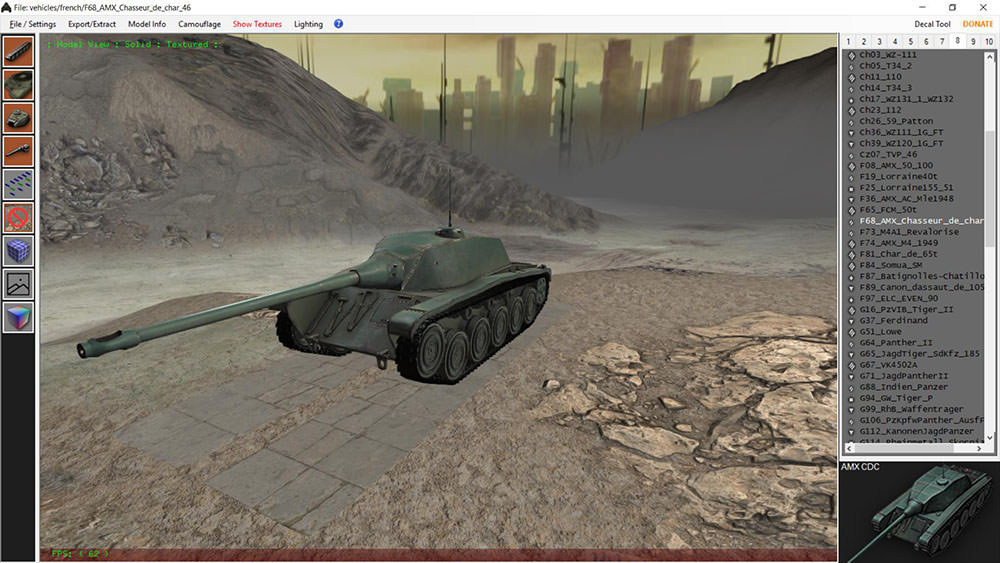 File: vehicles/french/F68_AMX_Chasseur_de_char_46
File / Settings Export/Extract Model Info Camouflage Show Textures Lighting ? Decal Tool DONATE
: Model View : Solid : Textured :
1 2 3 4 5 6 7 8 9 10
Ch03_WZ-111
Ch05_T34_2
Ch11_110
Ch14_T34_3
Ch17_WZ131_1_WZ132
Ch23_112
Ch26_59_Patton
Ch36_WZ111_1G_FT
Ch39_WZ120_1G_FT
Cz07_TVP_46
F08_AMX_50_100
F19_Lorraine40t
F25_Lorraine155_51
F36_AMX_AC_Mle1948
F65_FCM_50t
F68_AMX_Chasseur_de_char
F73_M4A1_Revalorise
F74_AMX_M4_1949
F81_Char_de_65t
F84_Somua_SM
F87_Batignolles-Chatillo
F89_Canon_dassaut_de_105
F97_ELC_EVEN_90
G16_PzVIB_Tiger_II
G37_Ferdinand
G51_Lowe
G64_Panther_II
G65_JagdTiger_SdKfz_185
G67_VK4502A
G71_JagdPantherII
G88_Indien_Panzer
G94_GW_Tiger_P
G99_RhB_Waffentrager
G106_PzKpfwPanther_AusfF
G112_KanonenJagdPanzer
G114_Rheinmetall_Skorpia
AMX CDC
FPS: ( 62 )